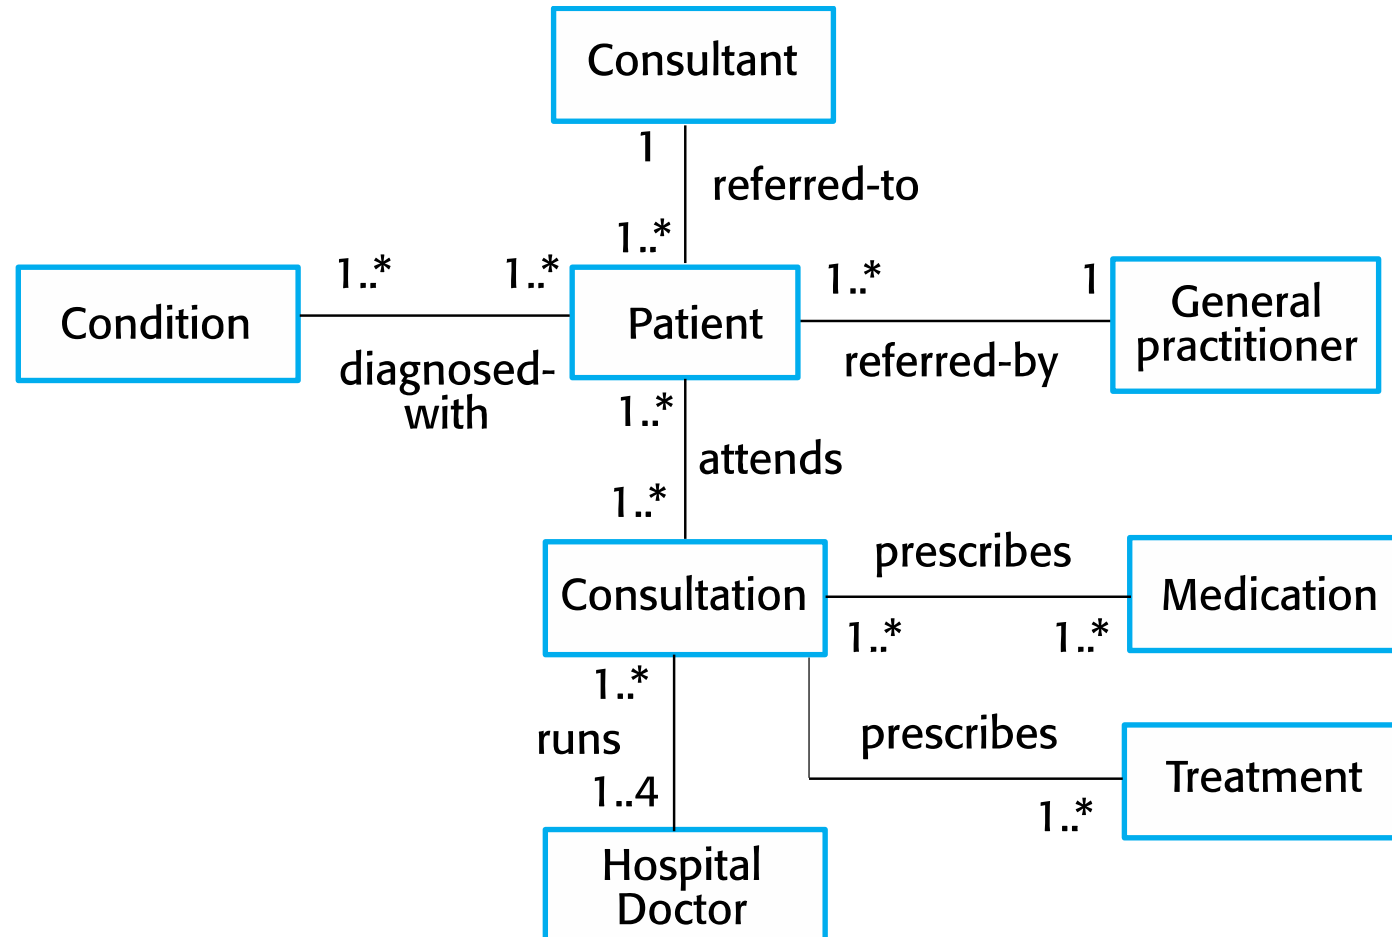 Consultant
1
referred-to
1..*
Condition
1..*
1..*
diagnosed-
with
Patient
1..*
1
referred-by
General
practitioner
1..*
attends
1..*
Consultation
prescribes
1..*
1..*
Medication
1..*
runs
1..4
prescribes
1..*
Treatment
Hospital
Doctor